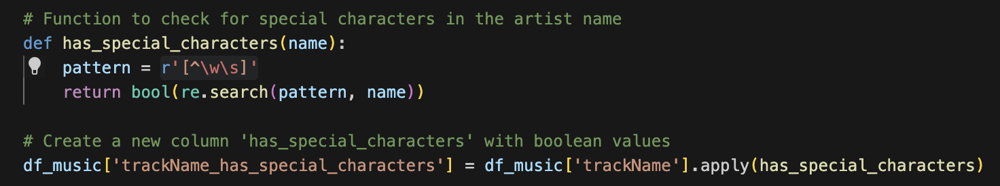 # Function to check for special characters in the artist name
def has_special_characters(name):
    pattern = r'[^\w\s]'
    return bool(re.search(pattern, name))
# Create a new column 'has_special_characters' with boolean values
df_music['trackName_has_special_characters'] = df_music['trackName'].apply(has_special_characters)